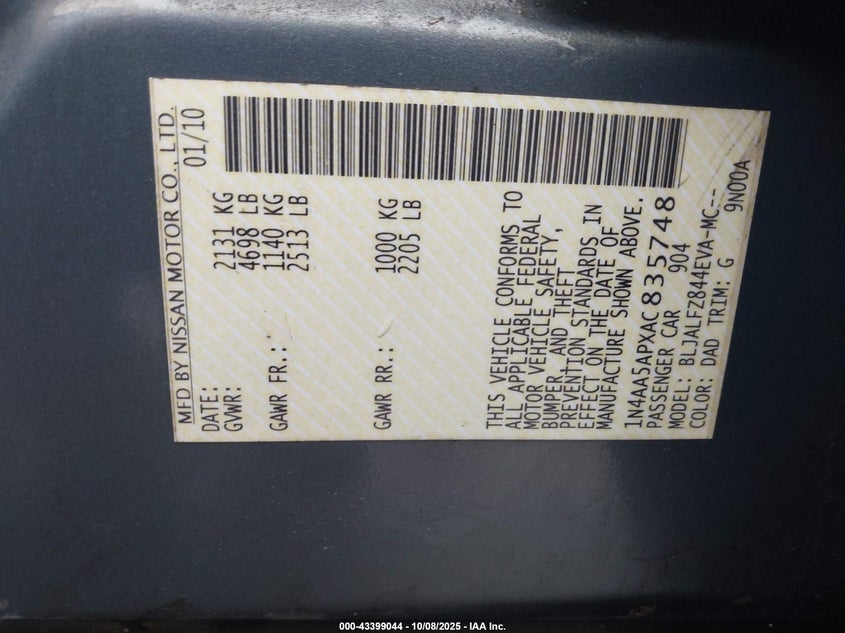 MFD BY NISSAN MOTOR CO., LTD.
DATE: 01/10
GVWR: 2131 KG
4698 LB
GAWR FR.: 1140 KG
2513 LB
GAWR RR.: 1000 KG
2205 LB
THIS VEHICLE CONFORMS TO
ALL APPLICABLE FEDERAL
MOTOR VEHICLE SAFETY,
BUMPER, AND THEFT
PREVENTION STANDARDS IN
EFFECT ON THE DATE OF
MANUFACTURE SHOWN ABOVE.
1N4AA5APXAC835748
PASSENGER CAR 904
MODEL: BLJALFZ844EVA-MC--
COLOR: DAD TRIM: G 9N00A
000-43399044 - 10/08/2025 - IAA Inc.